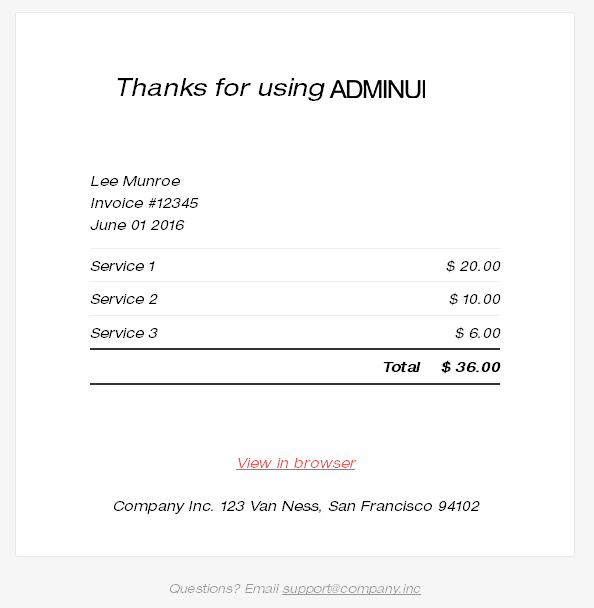 Thanks for using ADMINUI
Lee Munroe
Invoice #12345
June 01 2016
Service 1 $ 20.00
Service 2 $ 10.00
Service 3 $ 6.00
Total $ 36.00
View in browser
Company Inc. 123 Van Ness, San Francisco 94102
Questions? Email support@company.inc